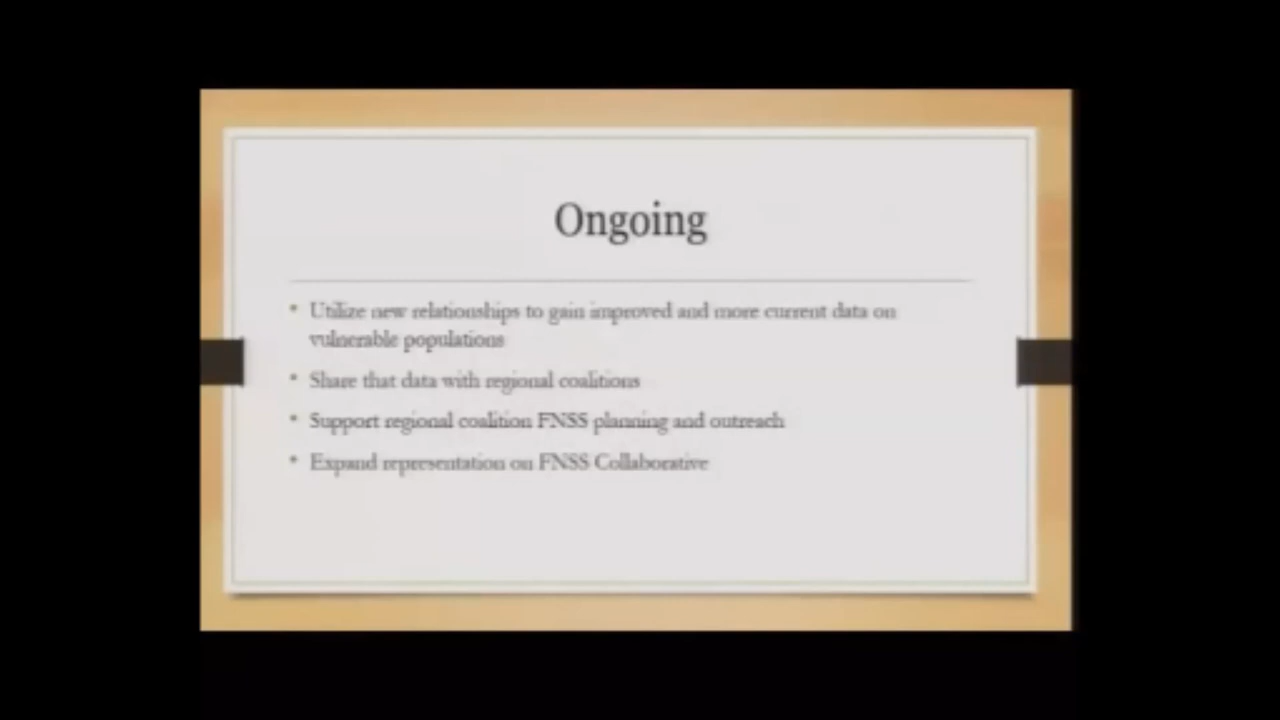 Ongoing
• Utilize new relationships to gain improved and more current data on
vulnerable populations
• Share that data with regional coalitions
• Support regional coalition FNSS planning and outreach
• Expand representation on FNSS Collaborative